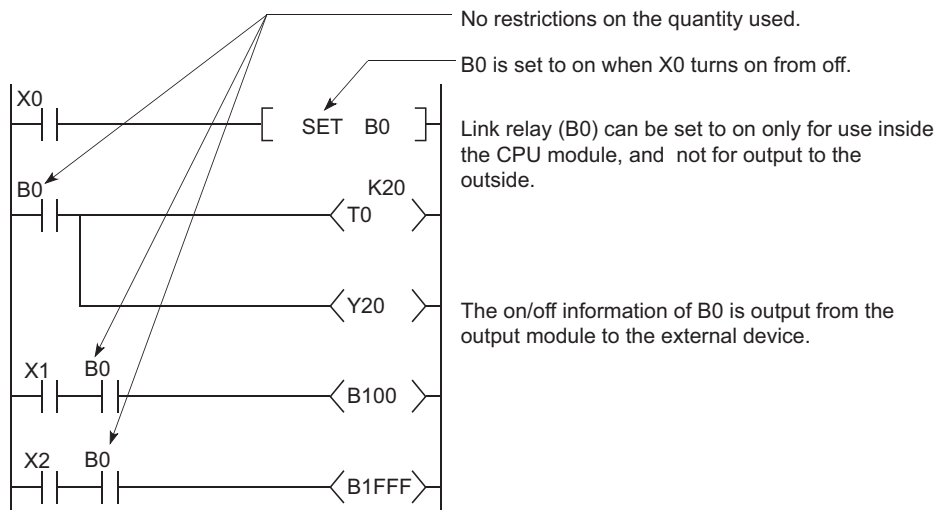 No restrictions on the quantity used.
B0 is set to on when X0 turns on from off.
X0
SET B0
Link relay (B0) can be set to on only for use inside
the CPU module, and not for output to the
outside.
B0
K20
T0
Y20
The on/off information of B0 is output from the
output module to the external device.
X1 B0
B100
X2 B0
B1FFF